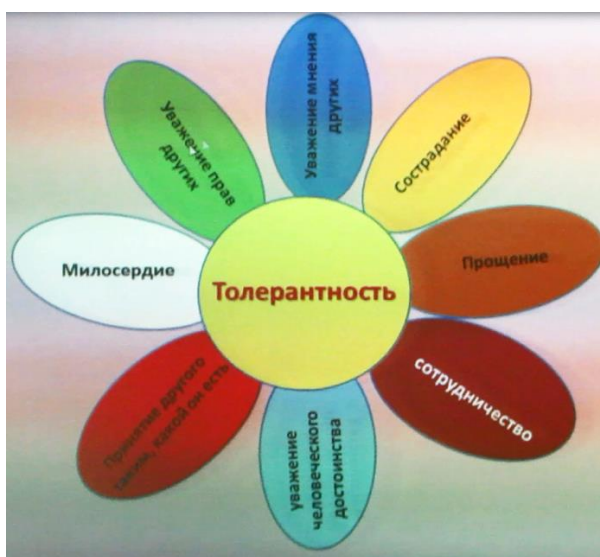 Уважение мнения
других
Сострадание
Прощение
сотрудничество
уважение
человеческого
достоинства
Принятие другого
таким, какой он есть
Милосердие
Уважение прав
других
Толерантность